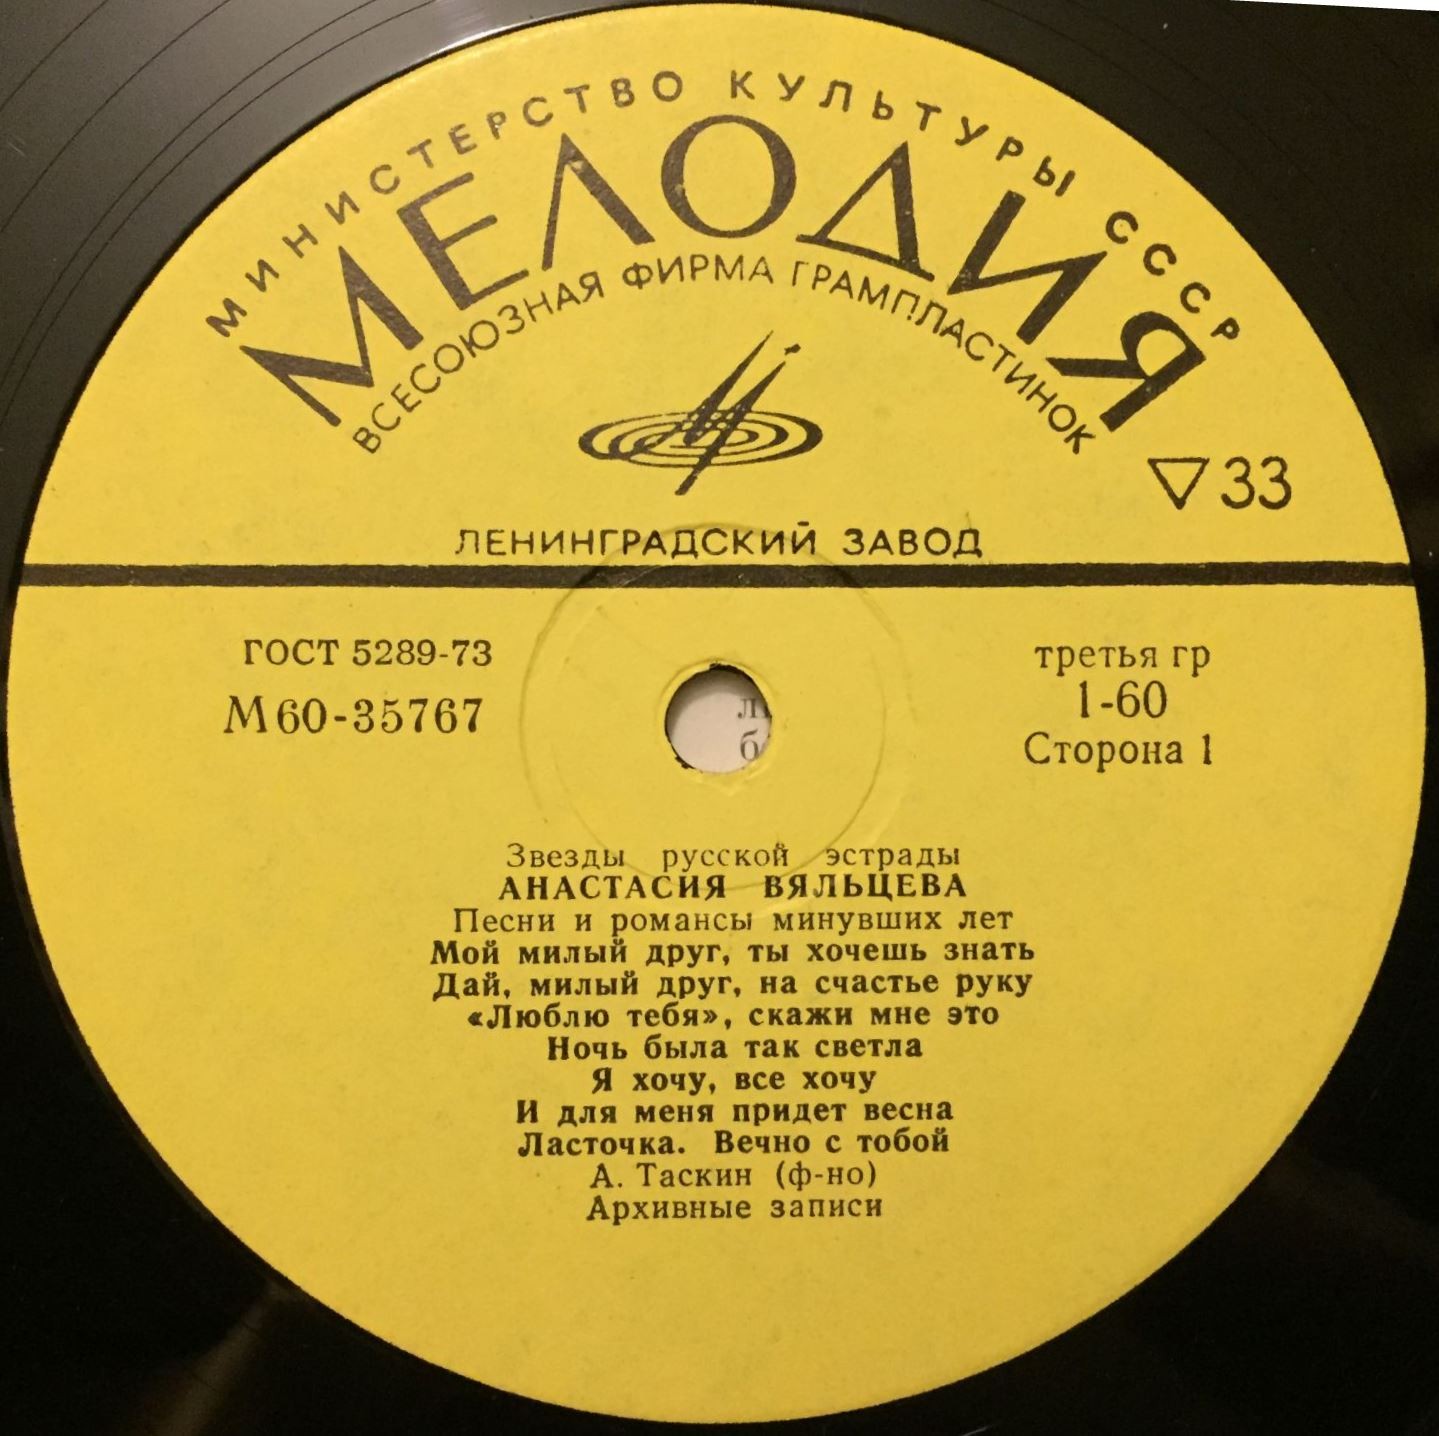 МИНИСТЕРСТВО КУЛЬТУРЫ СССР
МЕЛОДИЯ
ВСЕСОЮЗНАЯ ФИРМА ГРАМПЛАСТИНОК
33
ЛЕНИНГРАДСКИЙ ЗАВОД
ГОСТ 5289-73
М60-35767
третья гр
1-60
Сторона 1
Звезды русской эстрады
АНАСТАСИЯ ВЯЛЬЦЕВА
Песни и романсы минувших лет
Мой милый друг, ты хочешь знать
Дай, милый друг, на счастье руку
«Люблю тебя», скажи мне это
Ночь была так светла
Я хочу, все хочу
И для меня придет весна
Ласточка. Вечно с тобой
А. Таскин (ф-но)
Архивные записи